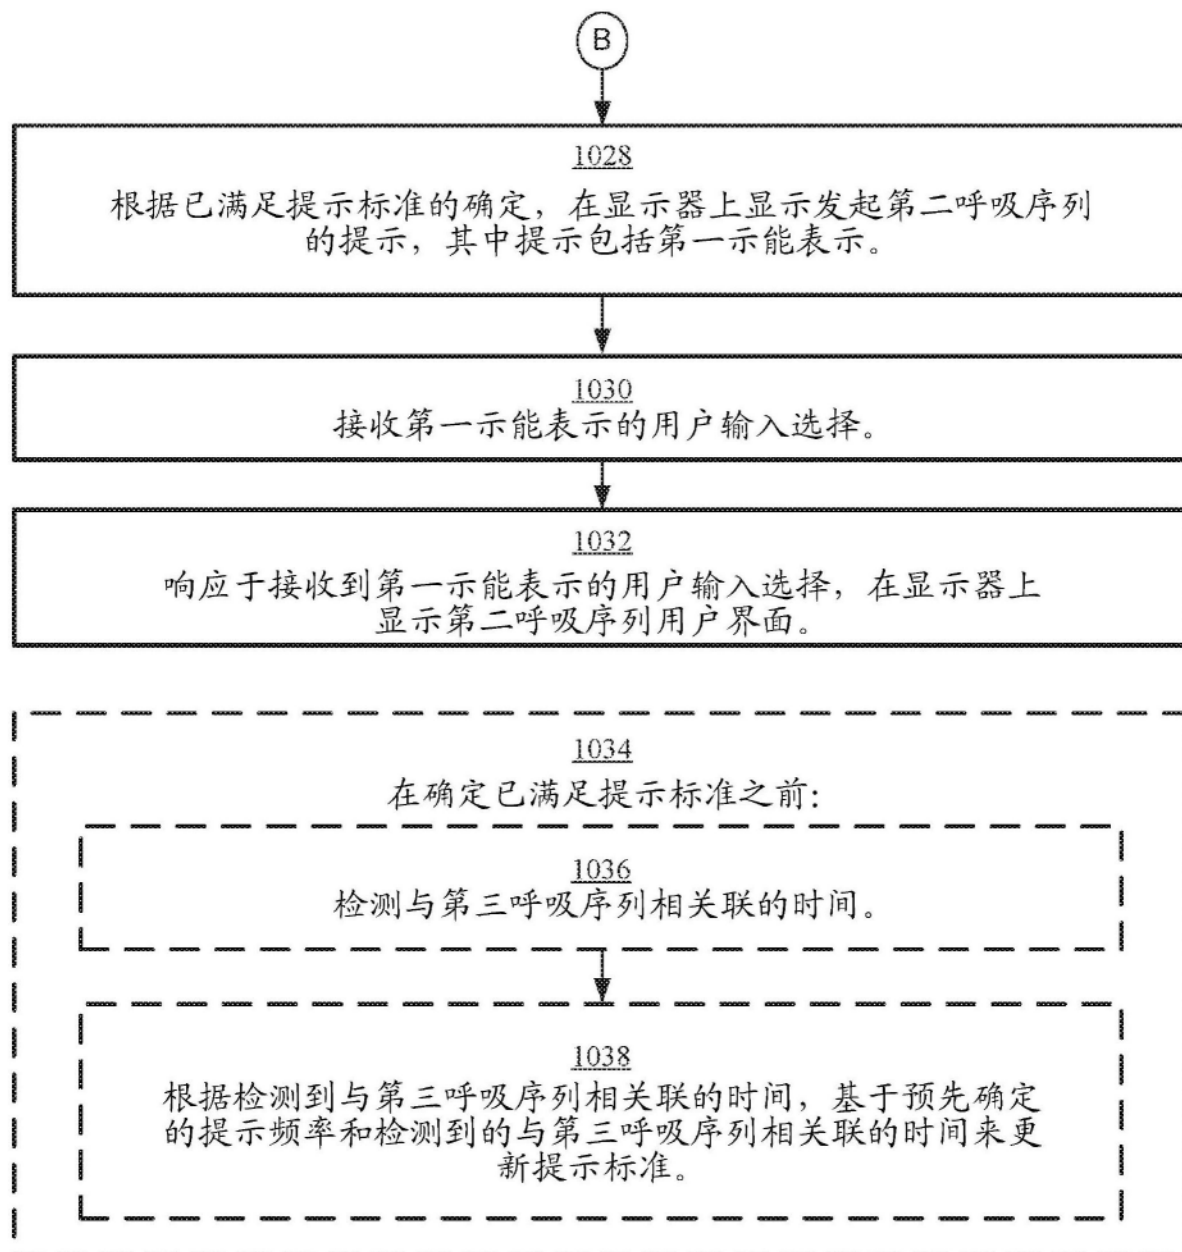 B
1028
根据已满足提示标准的确定，在显示器上显示发起第二呼吸序列
的提示，其中提示包括第一示能表示。
1030
接收第一示能表示的用户输入选择。
1032
响应于接收到第一示能表示的用户输入选择，在显示器上
显示第二呼吸序列用户界面。
1034
在确定已满足提示标准之前：
1036
检测与第三呼吸序列相关联的时间。
1038
根据检测到与第三呼吸序列相关联的时间，基于预先确定
的提示频率和检测到的与第三呼吸序列相关联的时间来更
新提示标准。